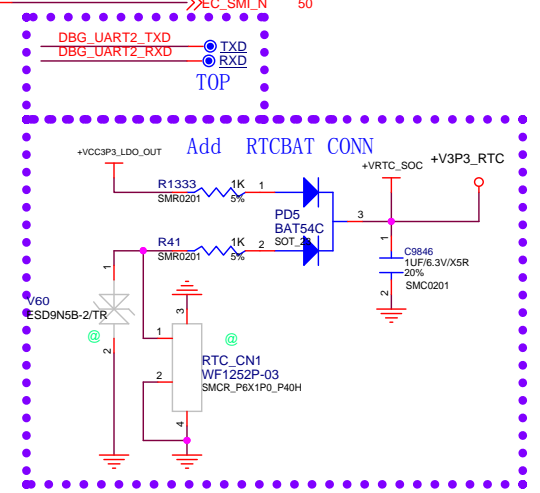 EC_SMI_N 50
DBG_UART2_TXD TXD
DBG_UART2_RXD RXD
TOP
Add RTCBAT CONN
+VCC3P3_LDO_OUT
+VRTC_SOC +V3P3_RTC
R1333 1K 1
SMR0201 5%
PD5 3
BAT54C
SOT_23
R41 1K 2
SMR0201 5%
1
C9846
1UF/6.3V/X5R
20%
SMC0201
2
1
V60
ESD9N5B-2/TR
@
2
3
1
@
RTC_CN1
WF1252P-03
SMCR_P6X1P0_P40H
2
4